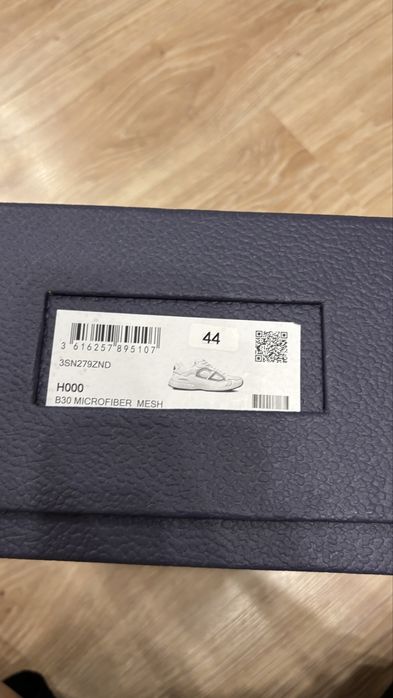 44
3 616257 895107
3SN279ZND
H000
B30 MICROFIBER MESH